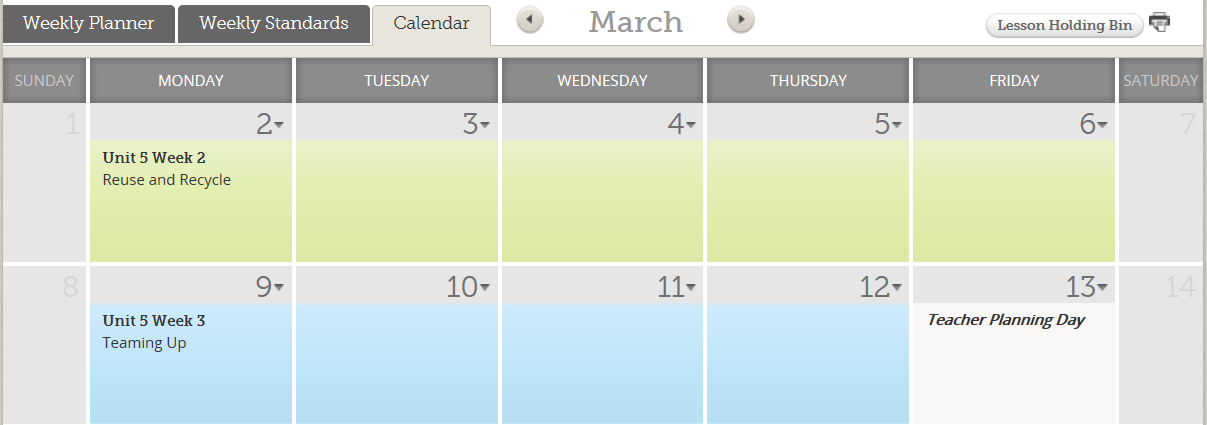 Weekly Planner Weekly Standards Calendar March Lesson Holding Bin
SUNDAY MONDAY TUESDAY WEDNESDAY THURSDAY FRIDAY SATURDAY
1 2 3 4 5 6 7
Unit 5 Week 2
Reuse and Recycle
8 9 10 11 12 13 14
Unit 5 Week 3 Teacher Planning Day
Teaming Up